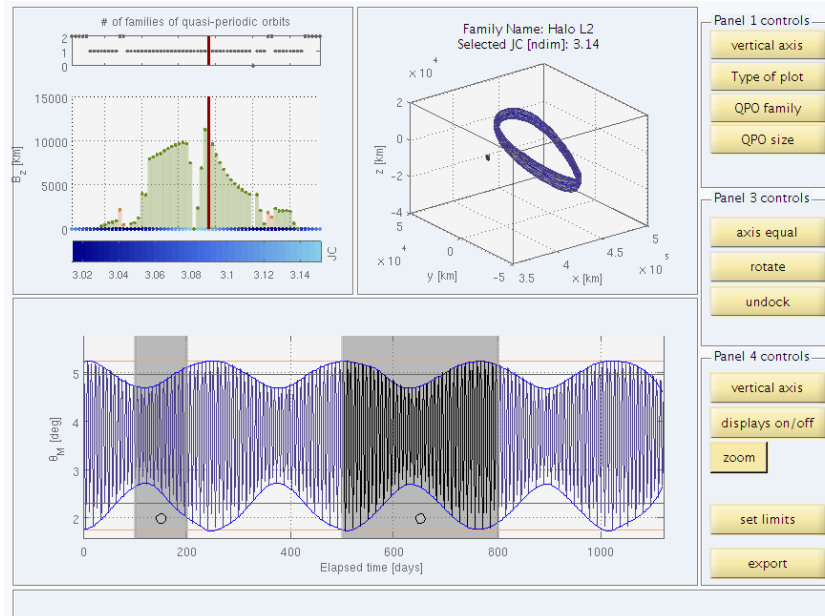 # of families of quasi-periodic orbits
2
1
0
15000
10000
5000
0
B_z [km]
3.02 3.04 3.06 3.08 3.1 3.12 3.14
JC
Family Name: Halo L2
Selected JC [ndim]: 3.14
× 10^4
2
0
-2
-4
z [km]
5
0
-5
× 10^4
y [km]
3.5 4 4.5 5
× 10^5
x [km]
Panel 1 controls
vertical axis
Type of plot
QPO family
QPO size
Panel 3 controls
axis equal
rotate
undock
5
4
3
2
θ_M [deg]
0 200 400 600 800 1000
Elapsed time [days]
Panel 4 controls
vertical axis
displays on/off
zoom
set limits
export